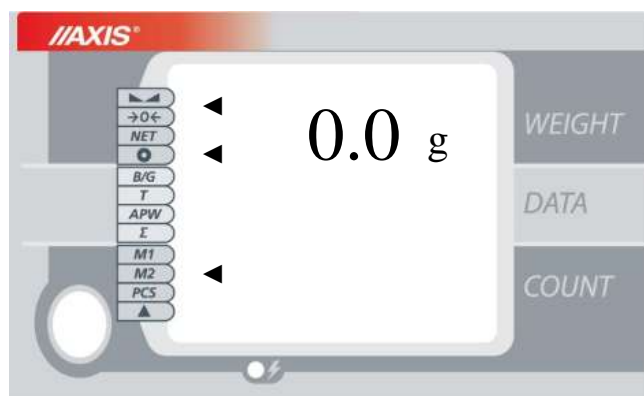 //AXIS®
→0←
NET
B/G
T
APW
Σ
M1
M2
PCS
0.0 g
WEIGHT
DATA
COUNT